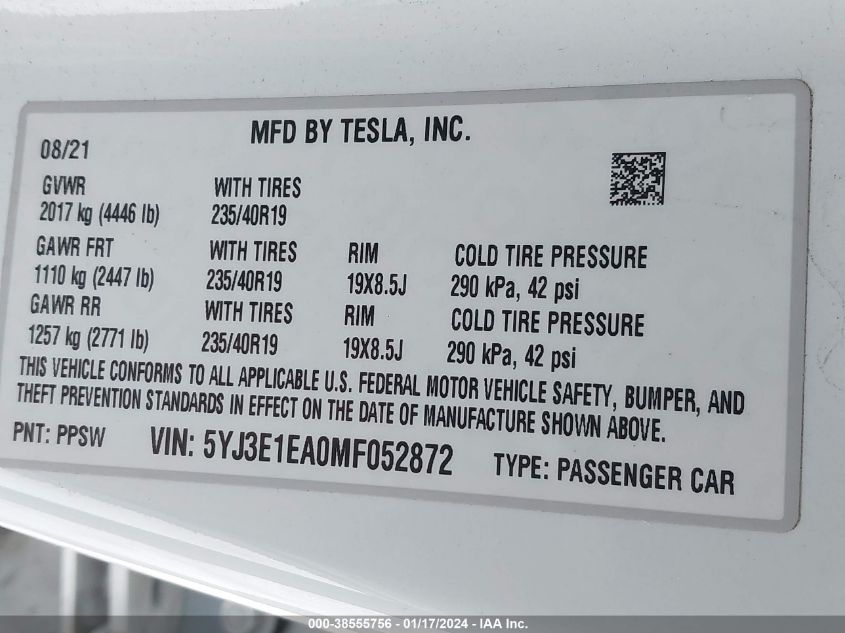 MFD BY TESLA, INC.
08/21
GVWR WITH TIRES
2017 kg (4446 lb) 235/40R19
GAWR FRT WITH TIRES RIM COLD TIRE PRESSURE
1110 kg (2447 lb) 235/40R19 19X8.5J 290 kPa, 42 psi
GAWR RR WITH TIRES RIM COLD TIRE PRESSURE
1257 kg (2771 lb) 235/40R19 19X8.5J 290 kPa, 42 psi
THIS VEHICLE CONFORMS TO ALL APPLICABLE U.S. FEDERAL MOTOR VEHICLE SAFETY, BUMPER, AND
THEFT PREVENTION STANDARDS IN EFFECT ON THE DATE OF MANUFACTURE SHOWN ABOVE.
PNT: PPSW VIN: 5YJ3E1EA0MF052872 TYPE: PASSENGER CAR
000-38555756 - 01/17/2024 - IAA Inc.